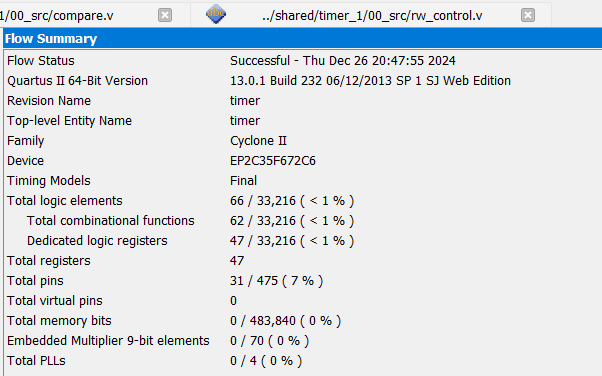 1/00_src/compare.v
../shared/timer_1/00_src/rw_control.v
Flow Summary
Flow Status Successful - Thu Dec 26 20:47:55 2024
Quartus II 64-Bit Version 13.0.1 Build 232 06/12/2013 SP 1 SJ Web Edition
Revision Name timer
Top-level Entity Name timer
Family Cyclone II
Device EP2C35F672C6
Timing Models Final
Total logic elements 66 / 33,216 ( < 1 % )
Total combinational functions 62 / 33,216 ( < 1 % )
Dedicated logic registers 47 / 33,216 ( < 1 % )
Total registers 47
Total pins 31 / 475 ( 7 % )
Total virtual pins 0
Total memory bits 0 / 483,840 ( 0 % )
Embedded Multiplier 9-bit elements 0 / 70 ( 0 % )
Total PLLs 0 / 4 ( 0 % )